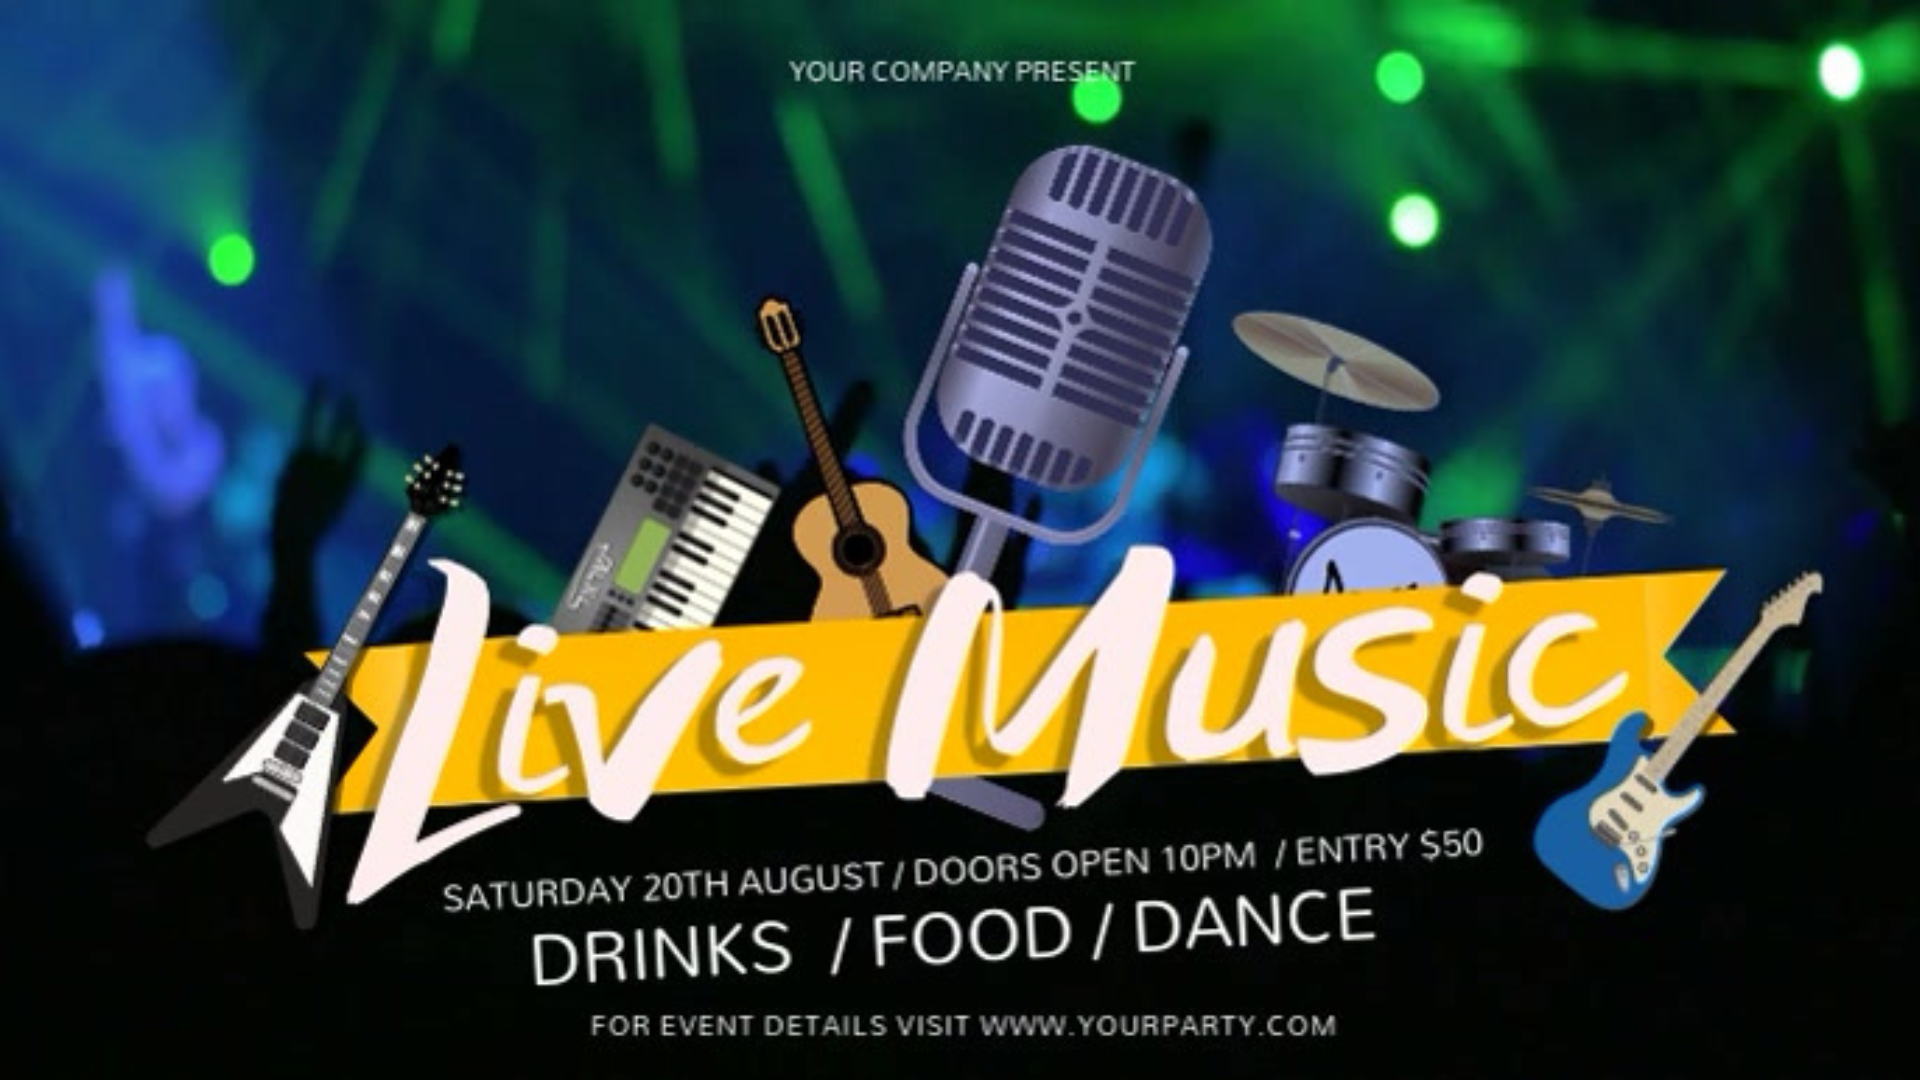 YOUR COMPANY PRESENT
Live Music
SATURDAY 20TH AUGUST / DOORS OPEN 10PM / ENTRY $50
DRINKS / FOOD / DANCE
FOR EVENT DETAILS VISIT WWW.YOURPARTY.COM